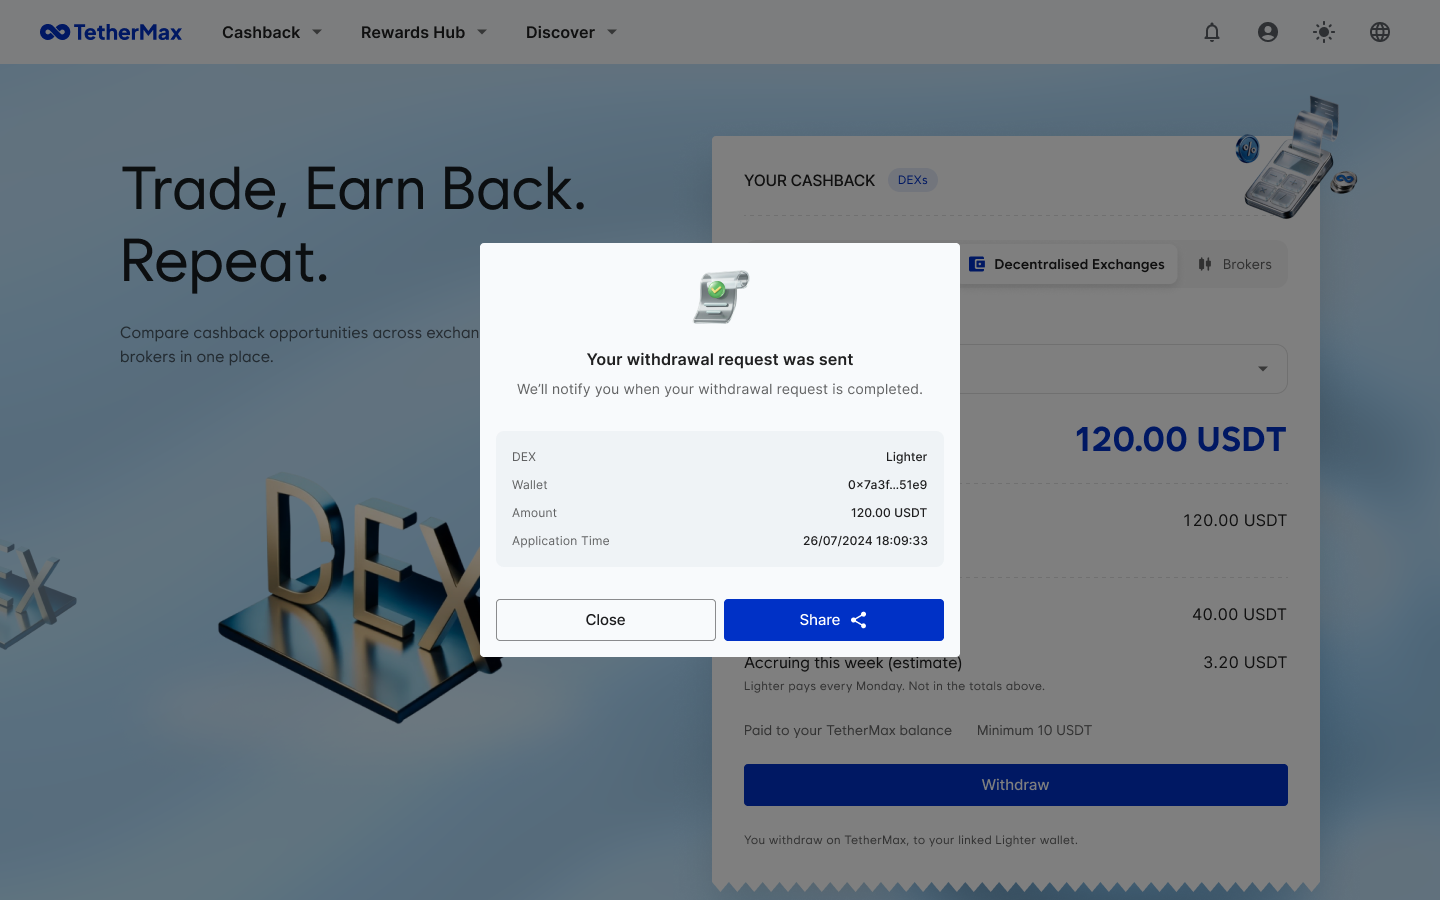 TetherMax
Cashback
Rewards Hub
Discover
Trade, Earn Back.
Repeat.
Compare cashback opportunities across exchan
brokers in one place.
DEX
DEX
YOUR CASHBACK
DEXs
Decentralised Exchanges
Brokers
120.00 USDT
120.00 USDT
40.00 USDT
Accruing this week (estimate)
3.20 USDT
Lighter pays every Monday. Not in the totals above.
Paid to your TetherMax balance
Minimum 10 USDT
Withdraw
You withdraw on TetherMax, to your linked Lighter wallet.
Your withdrawal request was sent
We’ll notify you when your withdrawal request is completed.
DEX
Lighter
Wallet
0×7a3f...51e9
Amount
120.00 USDT
Application Time
26/07/2024 18:09:33
Close
Share